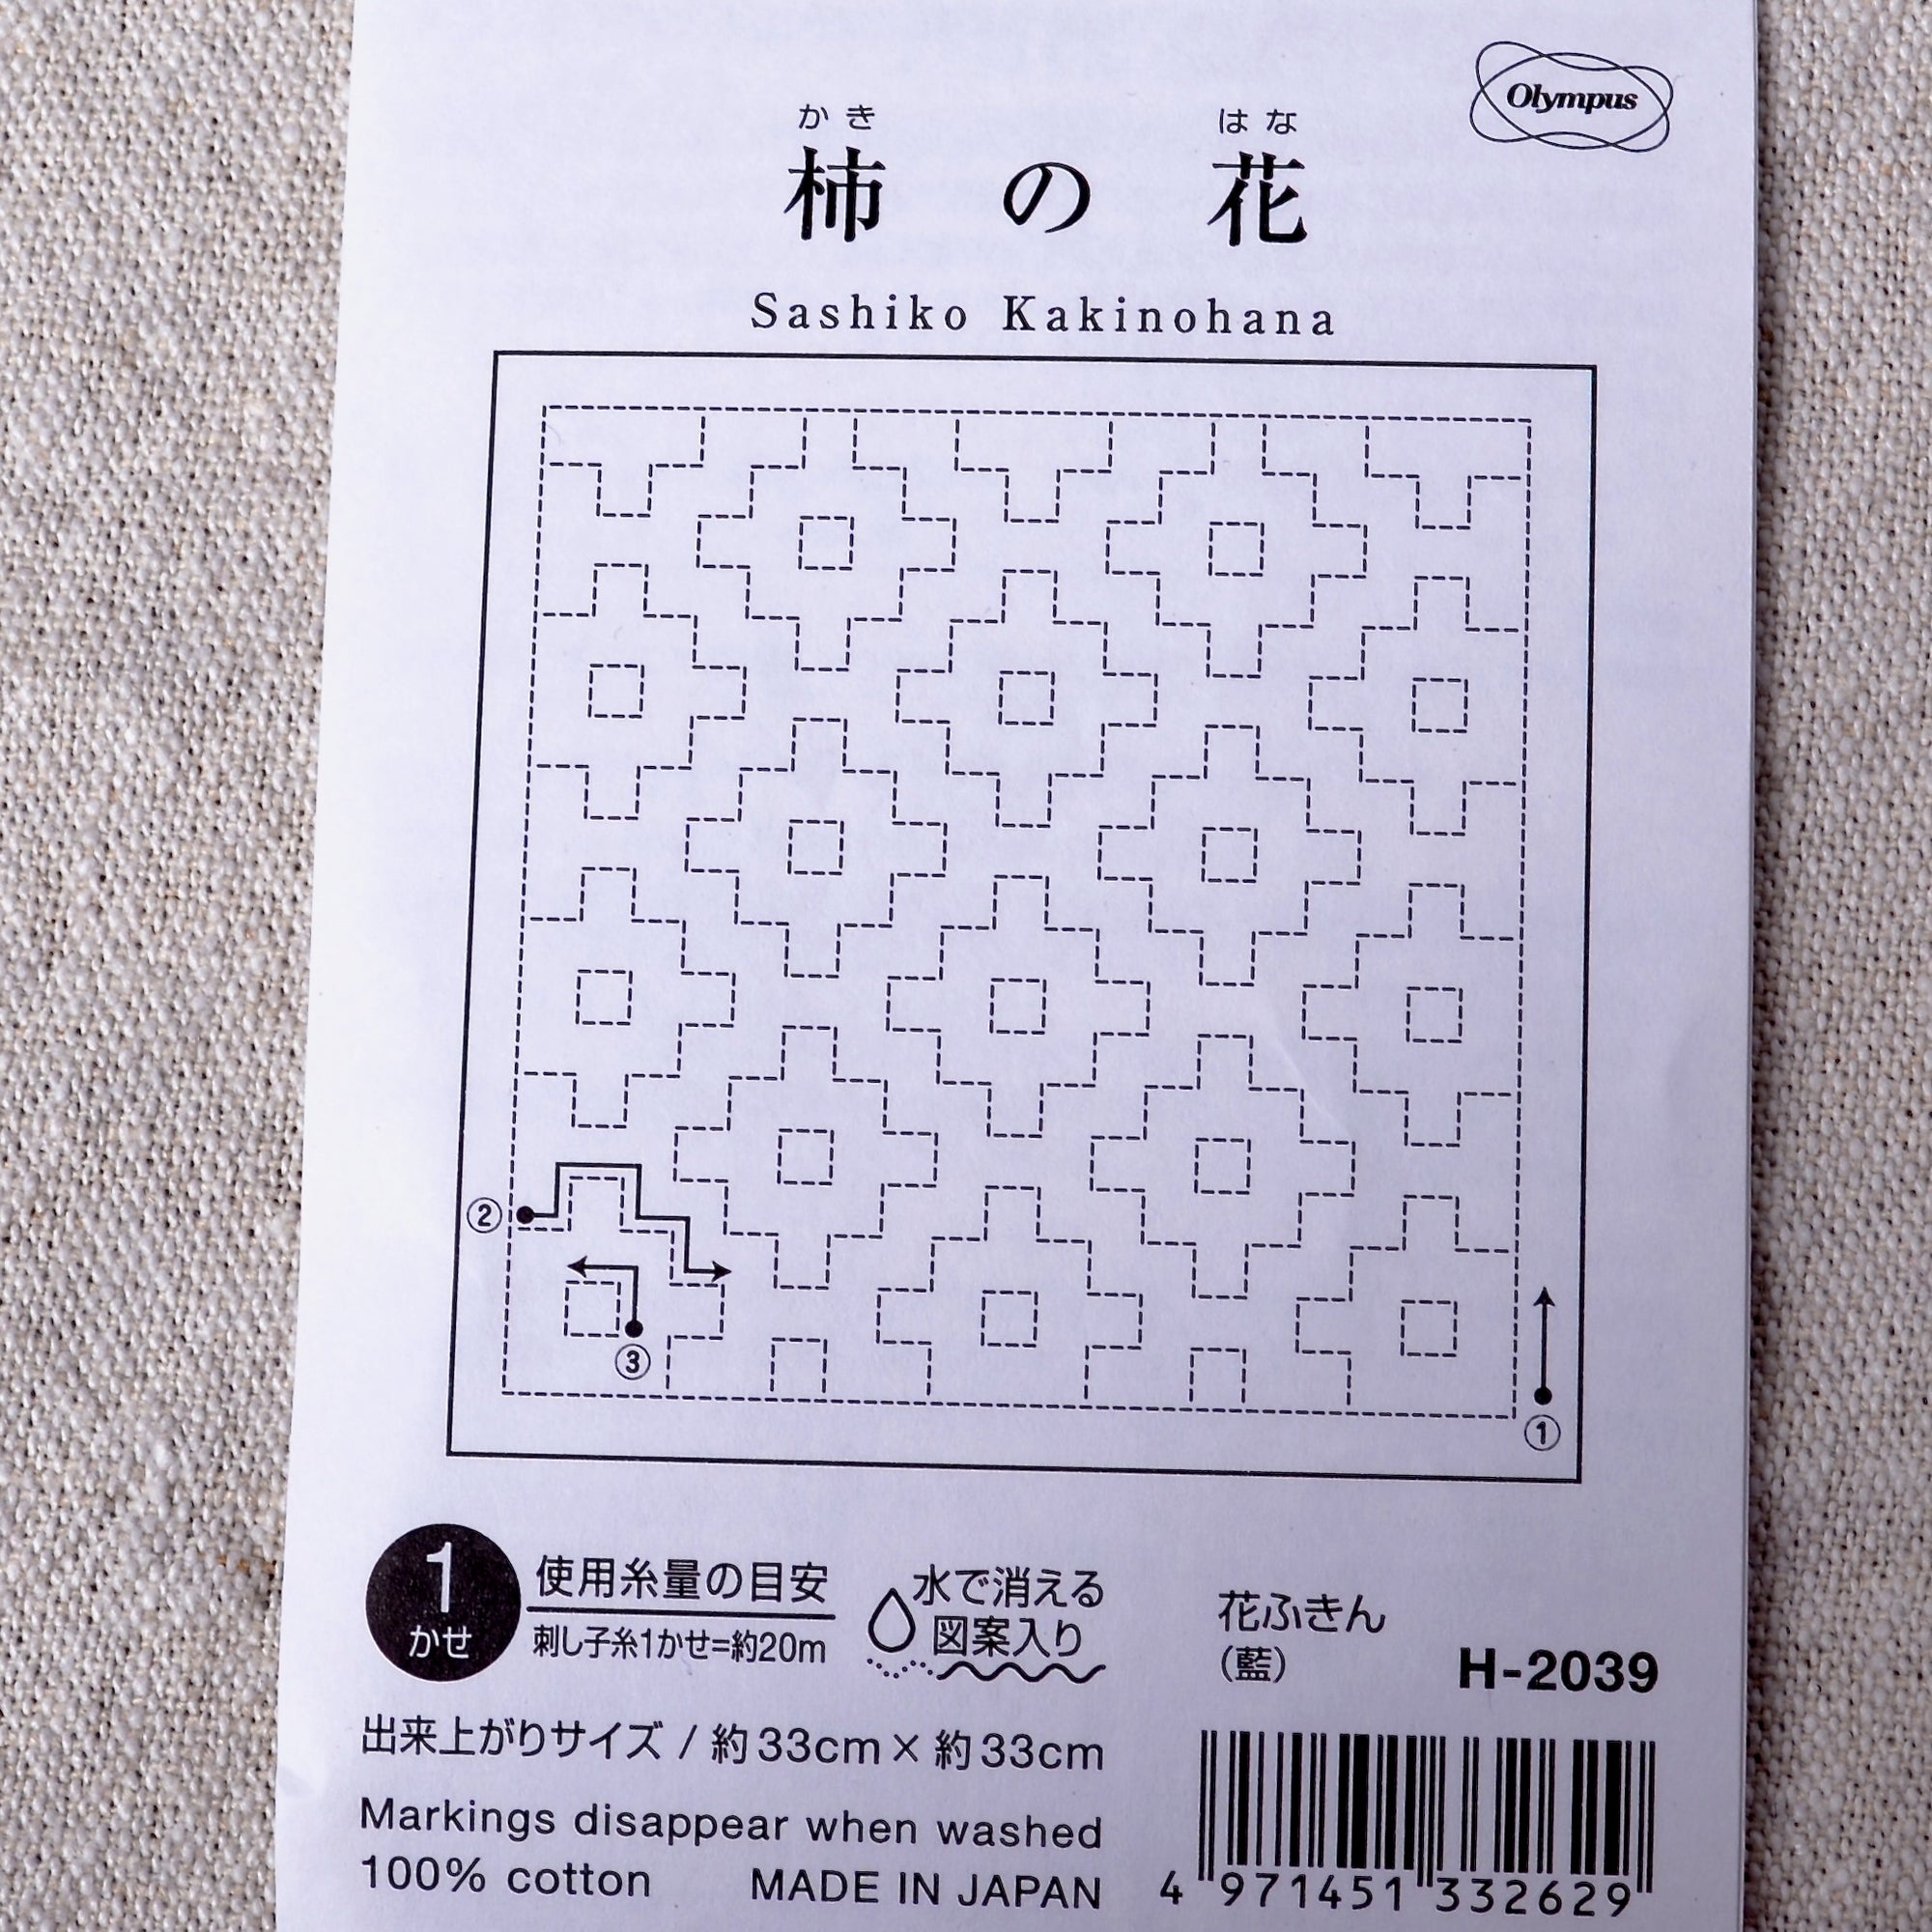 Olympus
かき はな
柿の花
Sashiko Kakinohana
②
③
①
1
かせ
使用糸量の目安
刺し子糸1かせ=約20m
水で消える
図案入り
花ふきん
(藍)
H-2039
出来上がりサイズ / 約33cm×約33cm
Markings disappear when washed
100% cotton MADE IN JAPAN
4 971451 332629